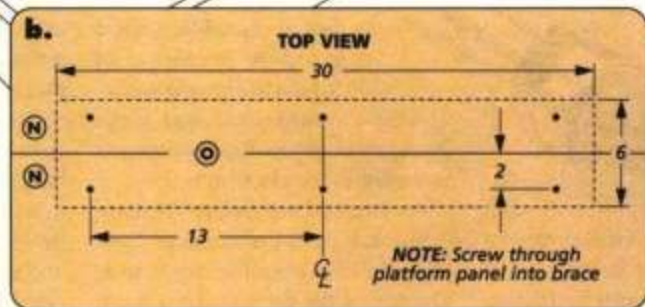 b.
TOP VIEW
30
N
O
N
2
6
13
℄
NOTE: Screw through
platform panel into brace